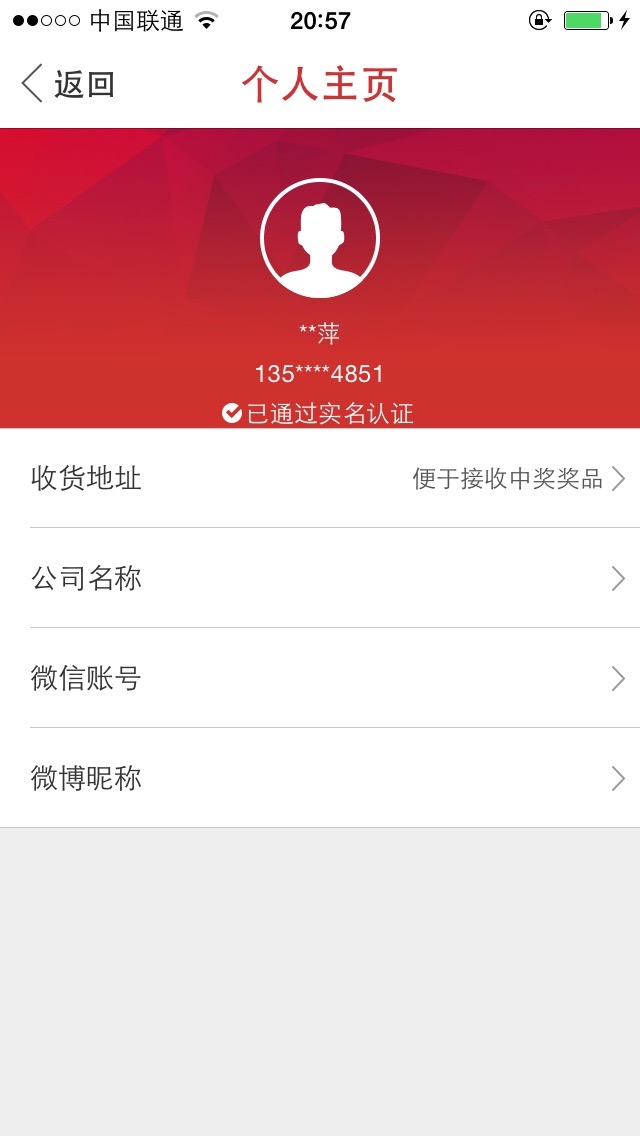 中国联通 20:57
返回 个人主页
**萍
135****4851
已通过实名认证
收货地址 便于接收中奖奖品
公司名称
微信账号
微博昵称